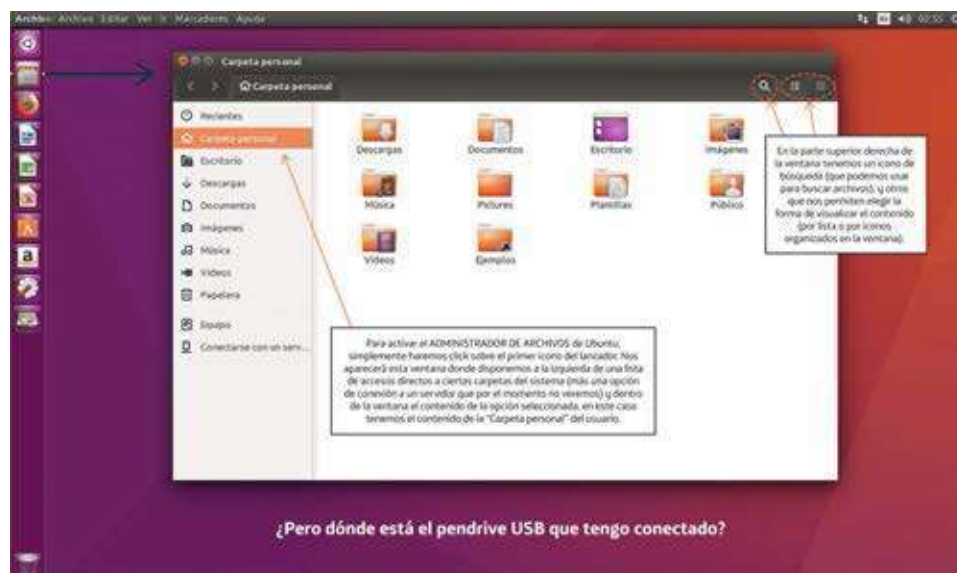 Archivo Editar Ver Ir Marcadores Ayuda
02:55
Carpeta personal
Carpeta personal
Recientes
Carpeta personal
Escritorio
Descargas
Documentos
Imágenes
Música
Vídeos
Papelera
Equipo
Conectarse con un serv...
Descargas Documentos Escritorio Imágenes
Música Pictures Plantillas Público
Vídeos Ejemplos
En la parte superior derecha de
la ventana tenemos un icono de
búsqueda (que podemos usar
para buscar archivos), y otros
que nos permiten elegir la
forma de visualizar el contenido
(por lista o por iconos
organizados en la ventana).
Para activar el ADMINISTRADOR DE ARCHIVOS de Ubuntu,
simplemente haremos click sobre el primer icono del lanzador. Nos
aparecerá esta ventana donde disponemos a la izquierda de una lista
de accesos directos a ciertas carpetas del sistema (más una opción
de conexión a un servidor que por el momento no veremos) y dentro
de la ventana el contenido de la opción seleccionada, en este caso
tenemos el contenido de la "Carpeta personal" del usuario.
¿Pero dónde está el pendrive USB que tengo conectado?